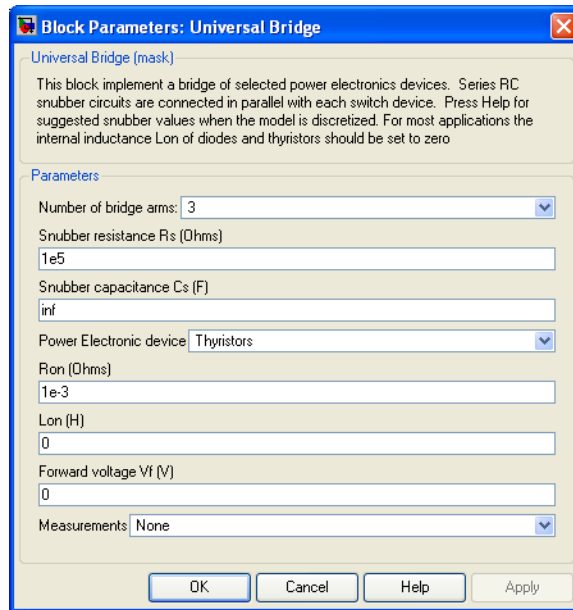 Block Parameters: Universal Bridge
Universal Bridge (mask)
This block implement a bridge of selected power electronics devices. Series RC
snubber circuits are connected in parallel with each switch device. Press Help for
suggested snubber values when the model is discretized. For most applications the
internal inductance Lon of diodes and thyristors should be set to zero
Parameters
Number of bridge arms: 3
Snubber resistance Rs (Ohms)
1e5
Snubber capacitance Cs (F)
inf
Power Electronic device Thyristors
Ron (Ohms)
1e-3
Lon (H)
0
Forward voltage Vf (V)
0
Measurements None
OK Cancel Help Apply